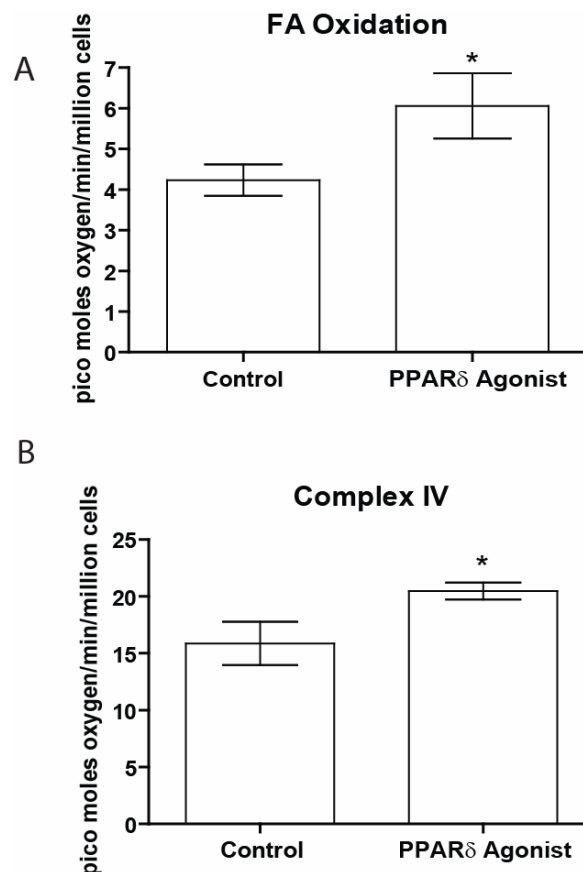 FA Oxidation
A
*
pico moles oxygen/min/million cells
7
6
5
4
3
2
1
0
Control
PPARδ Agonist
B
Complex IV
*
pico moles oxygen/min/million cells
25
20
15
10
5
0
Control
PPARδ Agonist